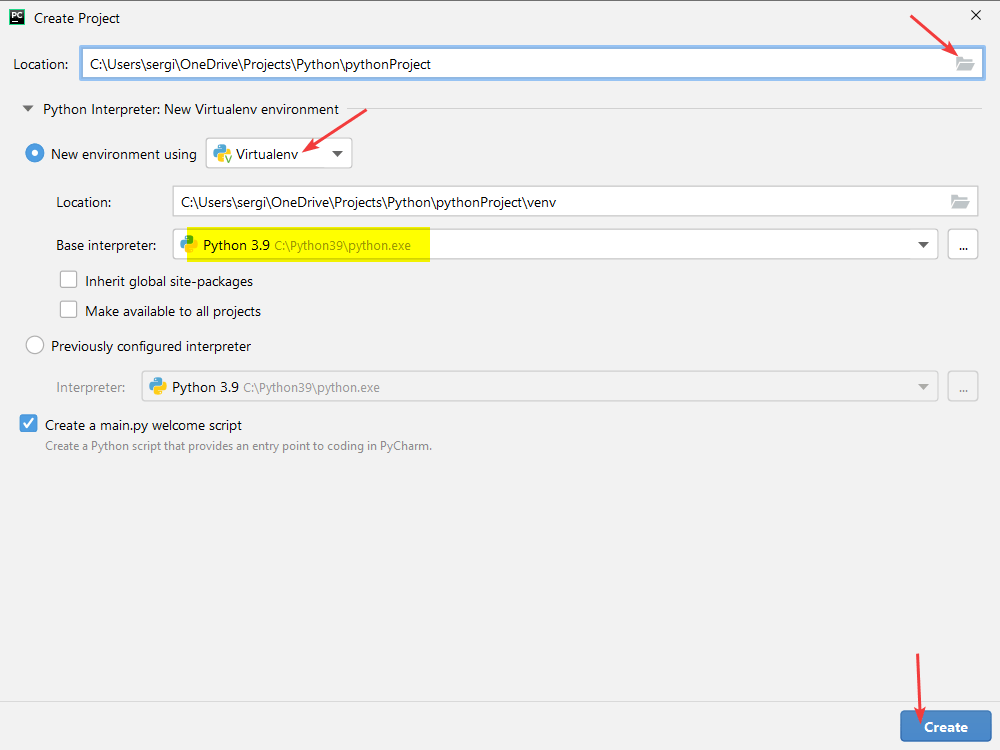 PC Create Project
Location: C:\Users\sergi\OneDrive\Projects\Python\pythonProject
Python Interpreter: New Virtualenv environment
New environment using Virtualenv
Location: C:\Users\sergi\OneDrive\Projects\Python\pythonProject\venv
Base interpreter: Python 3.9 C:\Python39\python.exe ...
Inherit global site-packages
Make available to all projects
Previously configured interpreter
Interpreter: Python 3.9 C:\Python39\python.exe ...
Create a main.py welcome script
Create a Python script that provides an entry point to coding in PyCharm.
Create